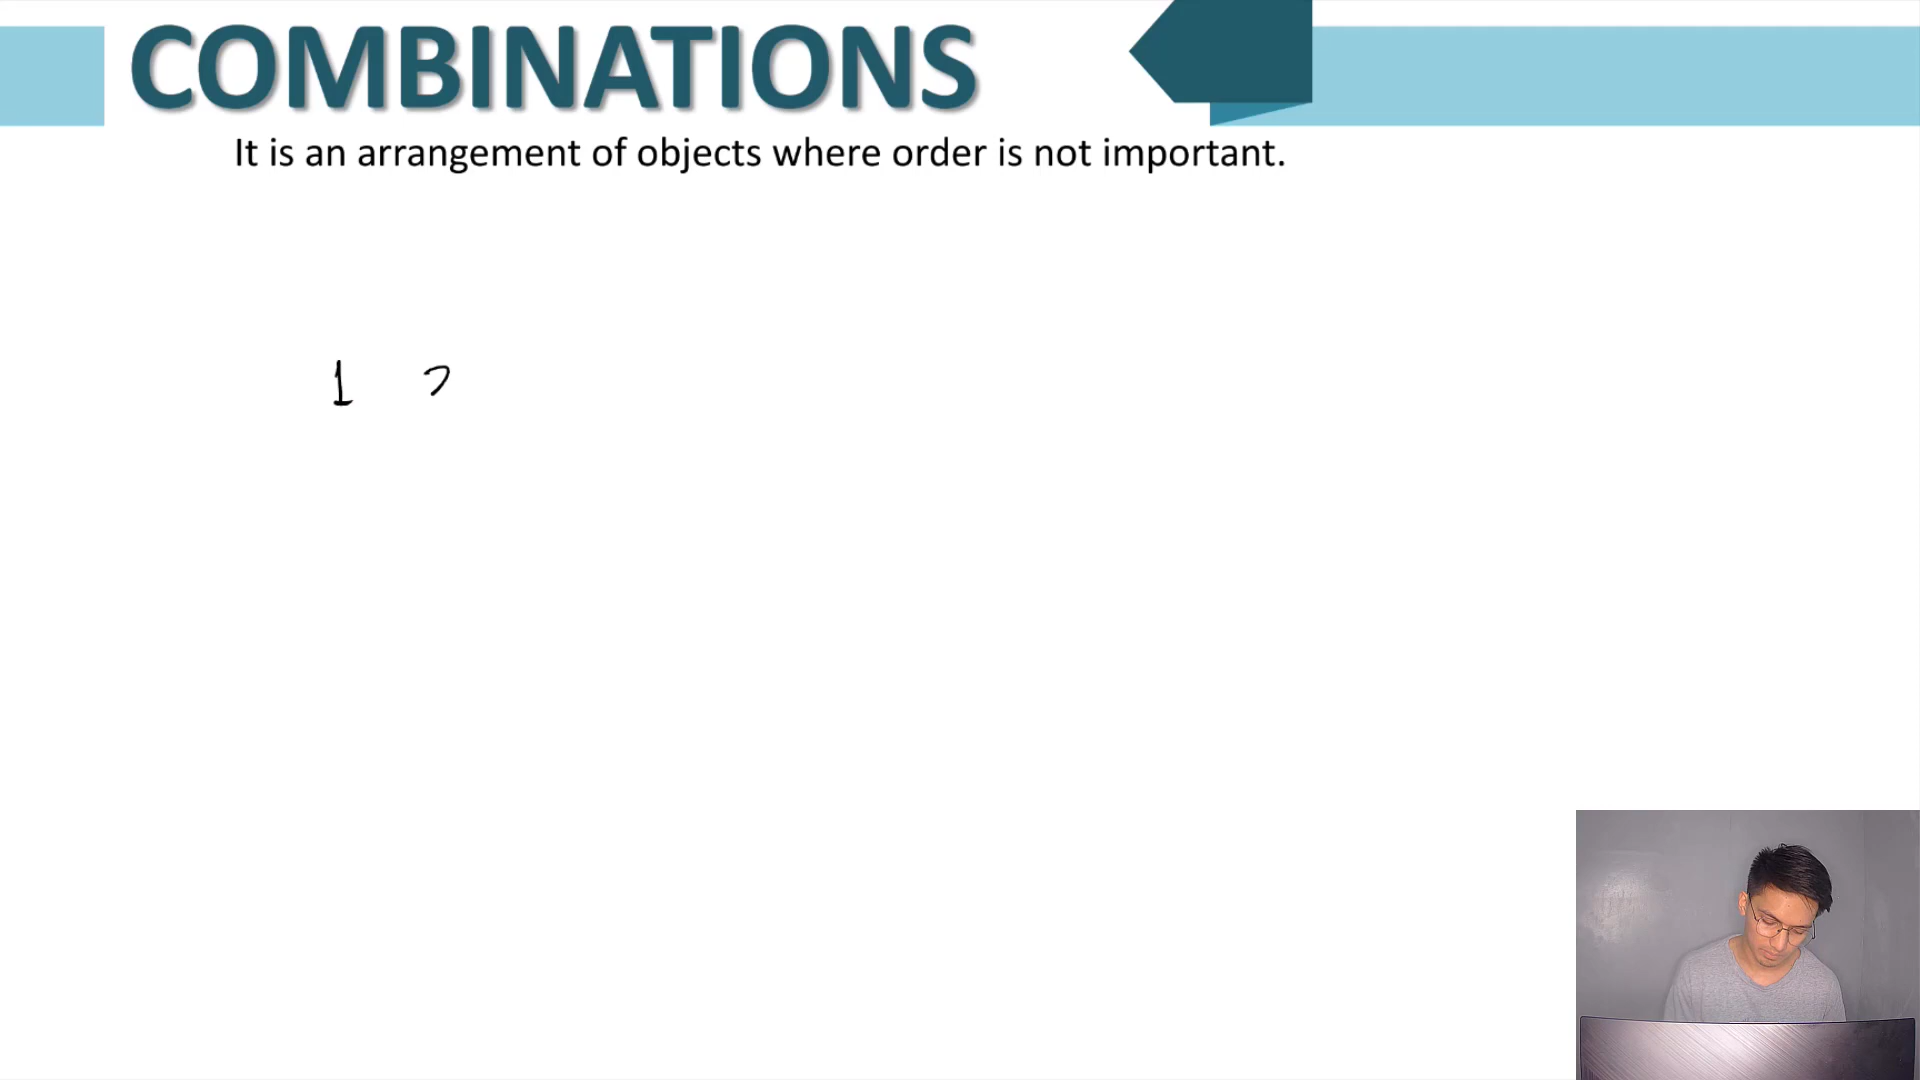 COMBINATIONS
It is an arrangement of objects where order is not important.
1 2